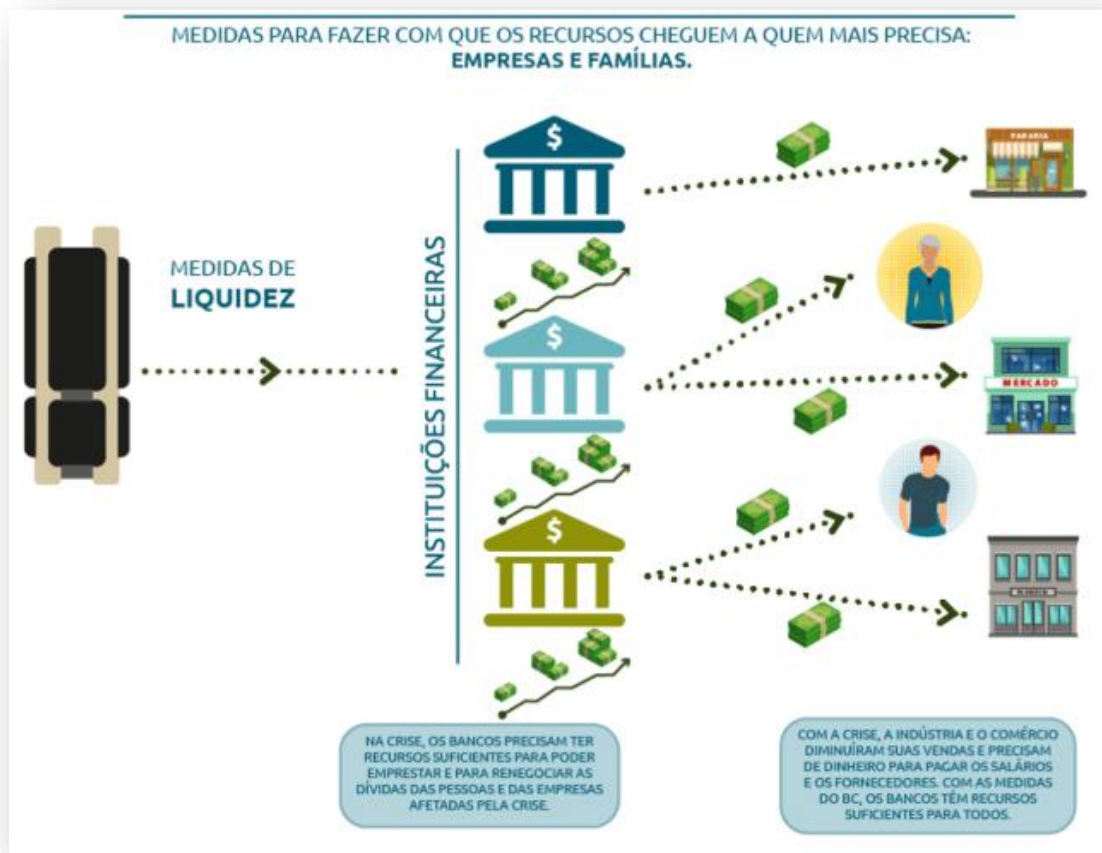 MEDIDAS PARA FAZER COM QUE OS RECURSOS CHEGUEM A QUEM MAIS PRECISA:
EMPRESAS E FAMÍLIAS.
MEDIDAS DE
LIQUIDEZ
INSTITUIÇÕES FINANCEIRAS
$
$
$
PADARIA
MERCADO
NA CRISE, OS BANCOS PRECISAM TER
RECURSOS SUFICIENTES PARA PODER
EMPRESTAR E PARA RENEGOCIAR AS
DÍVIDAS DAS PESSOAS E DAS EMPRESAS
AFETADAS PELA CRISE.
COM A CRISE, A INDÚSTRIA E O COMÉRCIO
DIMINUÍRAM SUAS VENDAS E PRECISAM
DE DINHEIRO PARA PAGAR OS SALÁRIOS
E OS FORNECEDORES. COM AS MEDIDAS
DO BC, OS BANCOS TÊM RECURSOS
SUFICIENTES PARA TODOS.